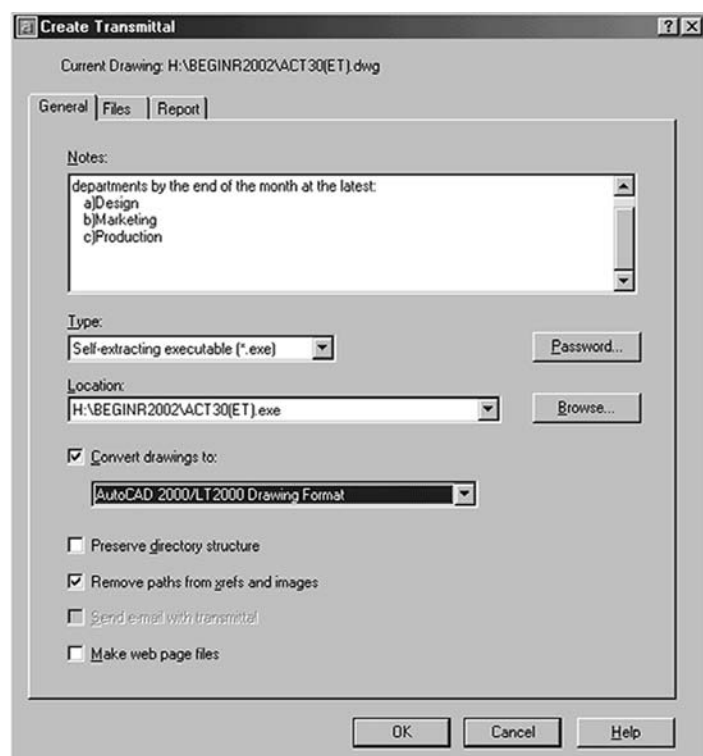 Create Transmittal
Current Drawing: H:\BEGINR2002\ACT30(ET).dwg
General Files Report
Notes:
departments by the end of the month at the latest:
a)Design
b)Marketing
c)Production
Type:
Self-extracting executable (*.exe)
Password...
Location:
H:\BEGINR2002\ACT30(ET).exe
Browse...
Convert drawings to:
AutoCAD 2000/LT2000 Drawing Format
Preserve directory structure
Remove paths from xrefs and images
Send e-mail with transmittal
Make web page files
OK Cancel Help